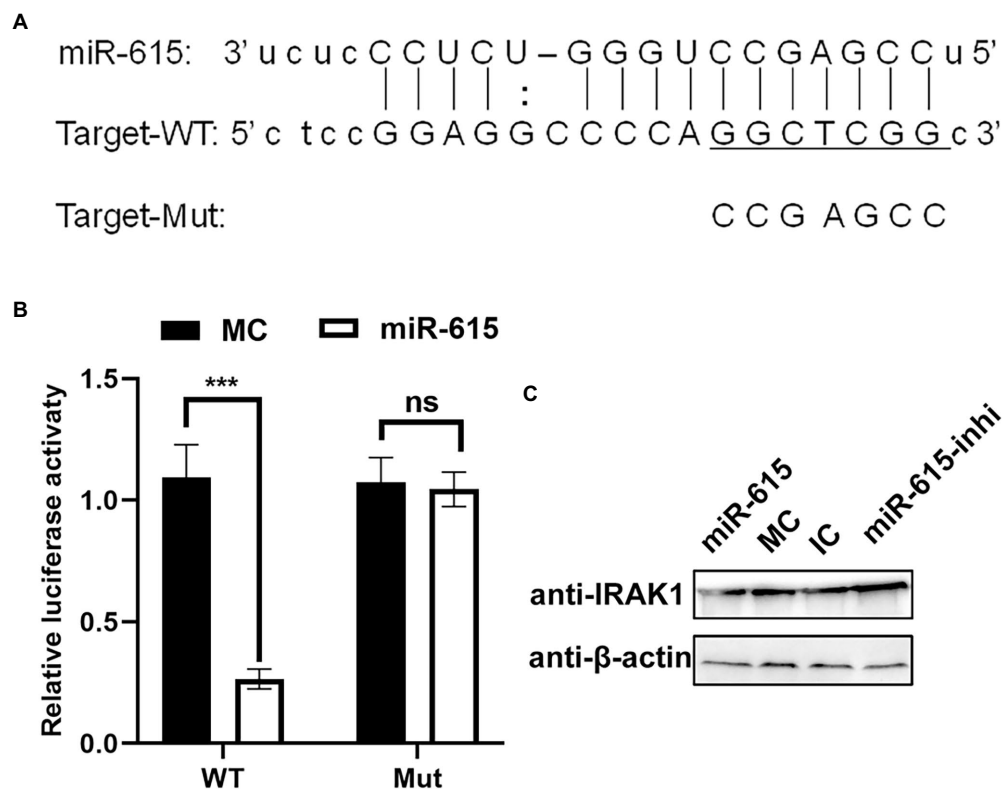 A
miR-615: 3' u c u c C C U C U – G G G U C C G A G C C u 5'
:
Target-WT: 5' c t c c G G A G G C C C C A G G C T C G G c 3'
Target-Mut: C C G A G C C
B
MC miR-615
Relative luciferase activaty
1.5
1.0
0.5
0.0
***
ns
WT Mut
C
miR-615 MC IC miR-615-inhi
anti-IRAK1
anti-β-actin